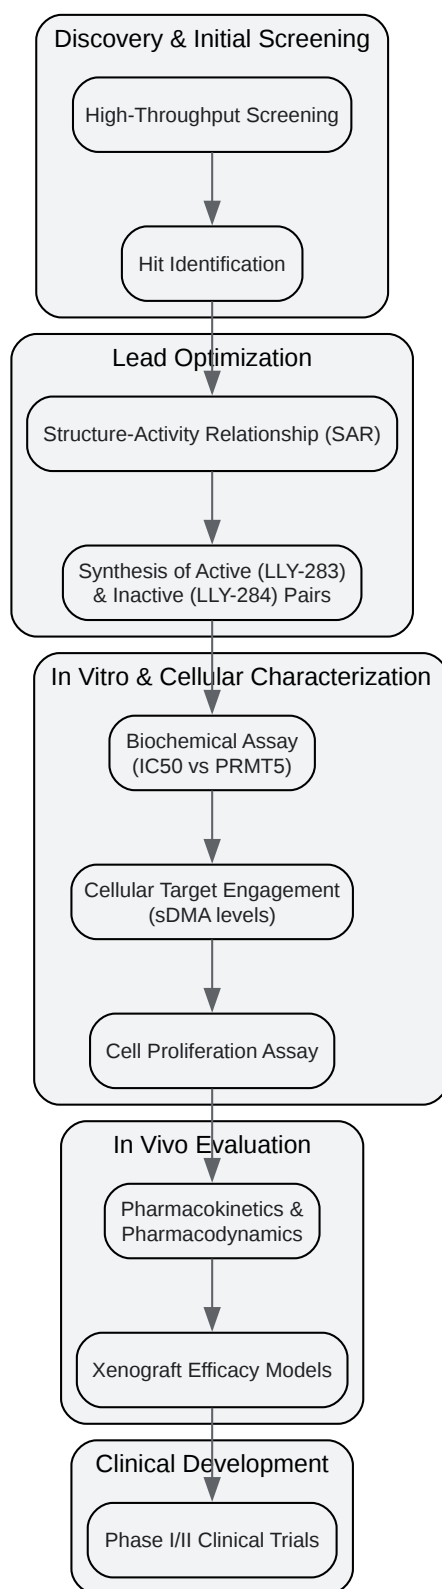 Discovery & Initial Screening
High-Throughput Screening
Hit Identification
Lead Optimization
Structure-Activity Relationship (SAR)
Synthesis of Active (LLY-283)
& Inactive (LLY-284) Pairs
In Vitro & Cellular Characterization
Biochemical Assay
(IC50 vs PRMT5)
Cellular Target Engagement
(sDMA levels)
Cell Proliferation Assay
In Vivo Evaluation
Pharmacokinetics &
Pharmacodynamics
Xenograft Efficacy Models
Clinical Development
Phase I/II Clinical Trials